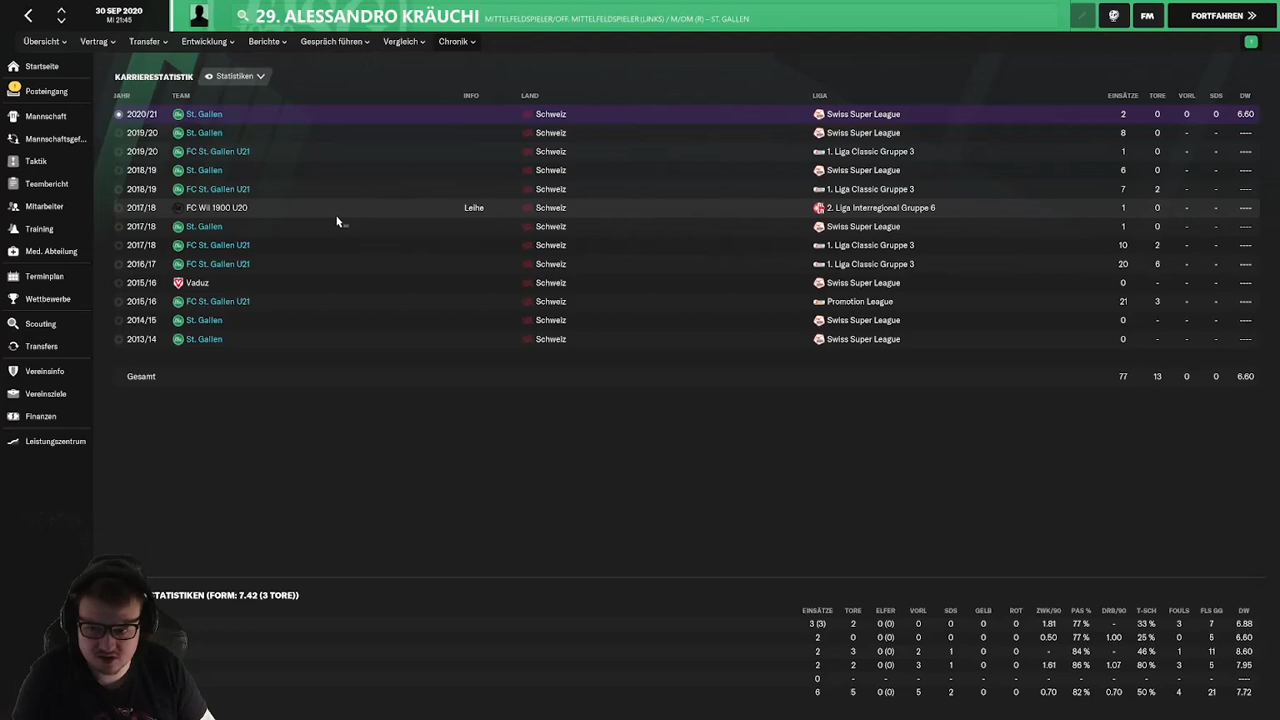 30 SEP 2020
MI 21:45
29. ALESSANDRO KRÄUCHI MITTELFELDSPIELER/OFF. MITTELFELDSPIELER (LINKS) / M/OM (R) – ST. GALLEN
FM
FORTFAHREN
Übersicht Vertrag Transfer Entwicklung Berichte Gespräch führen Vergleich Chronik
1
Startseite
Posteingang
Mannschaft
Mannschaftsgef...
Taktik
Teambericht
Mitarbeiter
Training
Med. Abteilung
Terminplan
Wettbewerbe
Scouting
Transfers
Vereinsinfo
Vereinsziele
Finanzen
Leistungszentrum
KARRIERESTATISTIK Statistiken
JAHR TEAM INFO LAND LIGA EINSÄTZE TORE VORL SDS DW
2020/21 St. Gallen Schweiz Swiss Super League 2 0 0 0 6.60
2019/20 St. Gallen Schweiz Swiss Super League 8 0 - - ----
2019/20 FC St. Gallen U21 Schweiz 1. Liga Classic Gruppe 3 1 0 - - ----
2018/19 St. Gallen Schweiz Swiss Super League 6 0 - - ----
2018/19 FC St. Gallen U21 Schweiz 1. Liga Classic Gruppe 3 7 2 - - ----
2017/18 FC Wil 1900 U20 Leihe Schweiz 2. Liga Interregional Gruppe 6 1 0 - - ----
2017/18 St. Gallen Schweiz Swiss Super League 1 0 - - ----
2017/18 FC St. Gallen U21 Schweiz 1. Liga Classic Gruppe 3 10 2 - - ----
2016/17 FC St. Gallen U21 Schweiz 1. Liga Classic Gruppe 3 20 6 - - ----
2015/16 Vaduz Schweiz Swiss Super League 0 - - - ----
2015/16 FC St. Gallen U21 Schweiz Promotion League 21 3 - - ----
2014/15 St. Gallen Schweiz Swiss Super League 0 - - - ----
2013/14 St. Gallen Schweiz Swiss Super League 0 - - - ----
Gesamt 77 13 0 0 6.60
STATISTIKEN (FORM: 7.42 (3 TORE))
EINSÄTZE TORE ELFER VORL SDS GELB ROT ZWK/90 PAS % DRB/90 T-SCH FOULS FLS GG DW
3 (3) 2 0 (0) 0 0 0 0 1.81 77 % - 33 % 3 7 6.88
2 0 0 (0) 0 0 0 0 0.50 77 % 1.00 25 % 0 5 6.60
2 3 0 (0) 2 1 0 0 - 84 % - 46 % 1 11 8.60
2 2 0 (0) 3 1 0 0 1.61 86 % 1.07 80 % 3 5 7.95
0 - - - - - - - - - - - - ----
6 5 0 (0) 5 2 0 0 0.70 82 % 0.70 50 % 4 21 7.72